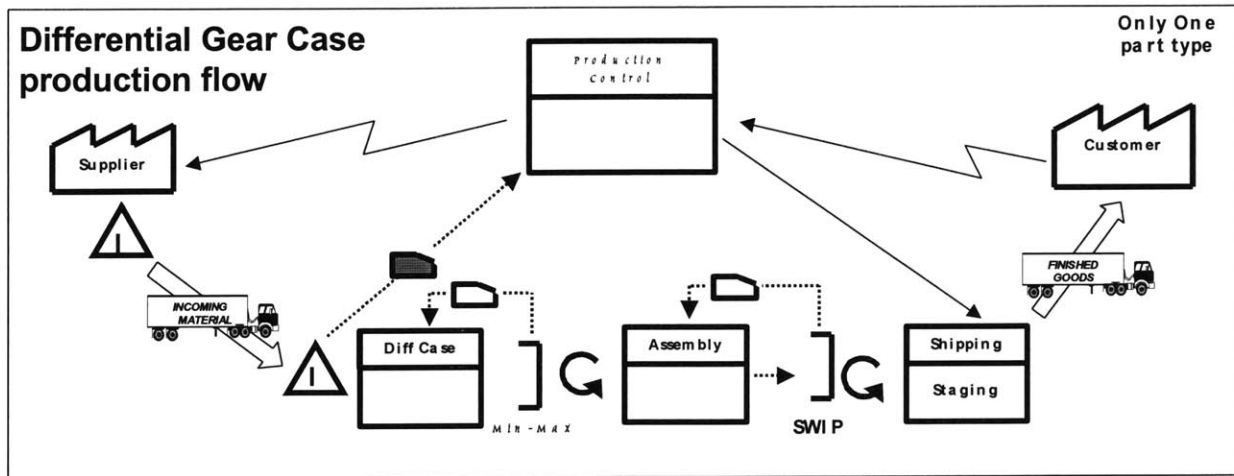 Differential Gear Case
production flow
Only One
part type
Production
Control
Supplier
Customer
I
INCOMING
MATERIAL
FINISHED
GOODS
I
Diff Case
Assembly
Shipping
Staging
Min-Max
SWIP